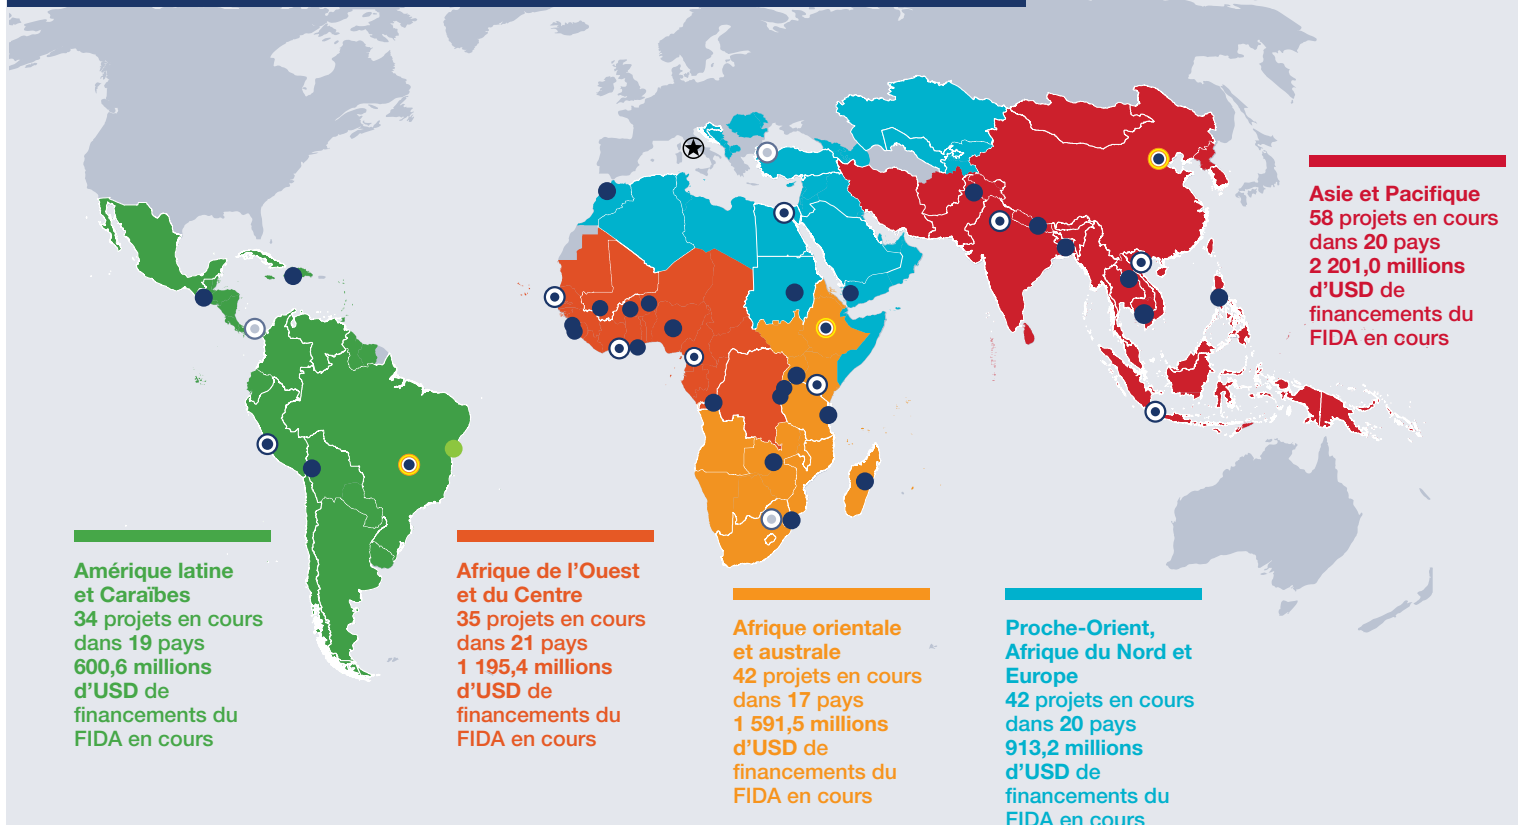 Asie et Pacifique
58 projets en cours
dans 20 pays
2 201,0 millions
d’USD de
financements du
FIDA en cours
Amérique latine
et Caraïbes
34 projets en cours
dans 19 pays
600,6 millions
d’USD de
financements du
FIDA en cours
Afrique de l’Ouest
et du Centre
35 projets en cours
dans 21 pays
1 195,4 millions
d’USD de
financements du
FIDA en cours
Afrique orientale
et australe
42 projets en cours
dans 17 pays
1 591,5 millions
d’USD de
financements du
FIDA en cours
Proche-Orient,
Afrique du Nord et
Europe
42 projets en cours
dans 20 pays
913,2 millions
d’USD de
financements du
FIDA en cours